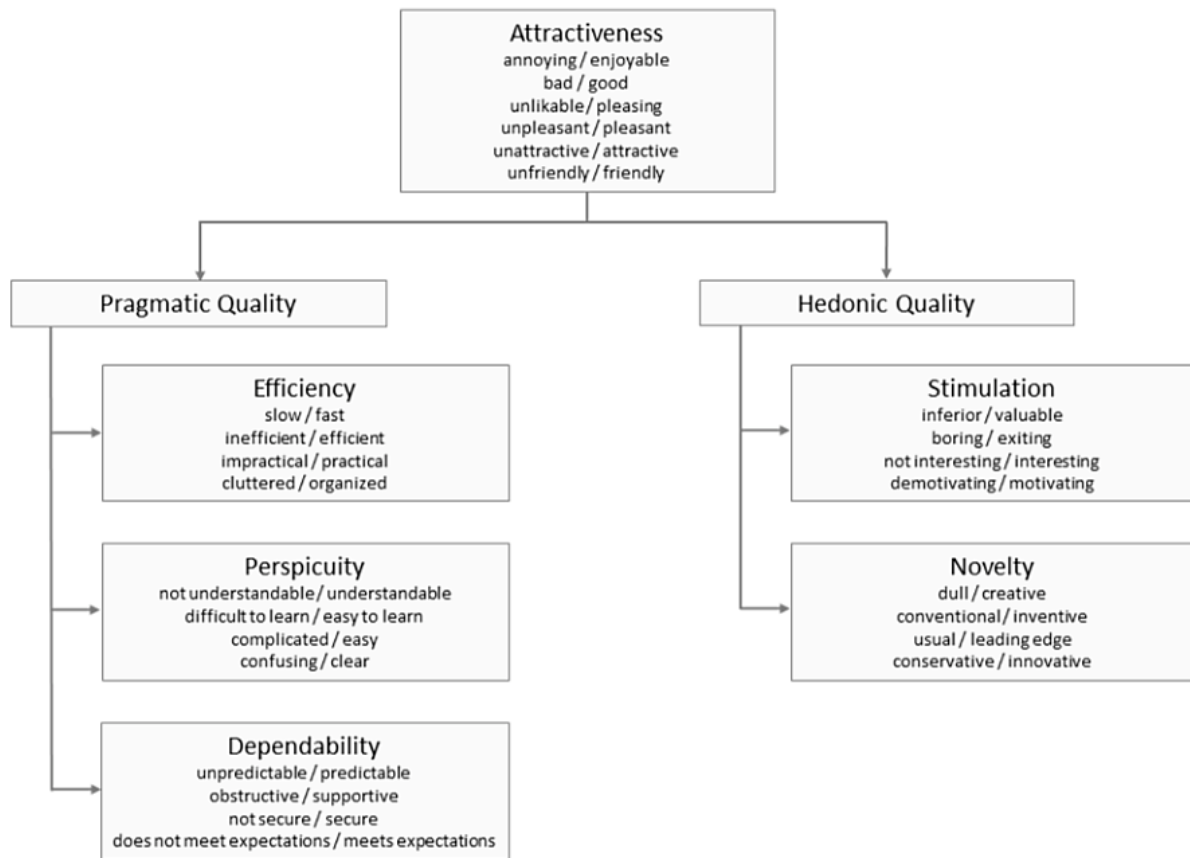 Attractiveness
annoying / enjoyable
bad / good
unlikable / pleasing
unpleasant / pleasant
unattractive / attractive
unfriendly / friendly
Pragmatic Quality
Efficiency
slow / fast
inefficient / efficient
impractical / practical
cluttered / organized
Perspicuity
not understandable / understandable
difficult to learn / easy to learn
complicated / easy
confusing / clear
Dependability
unpredictable / predictable
obstructive / supportive
not secure / secure
does not meet expectations / meets expectations
Hedonic Quality
Stimulation
inferior / valuable
boring / exiting
not interesting / interesting
demotivating / motivating
Novelty
dull / creative
conventional / inventive
usual / leading edge
conservative / innovative